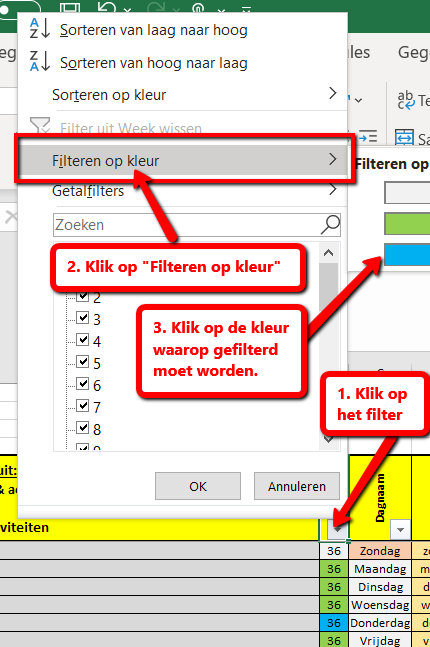 Sorteren van laag naar hoog
Sorteren van hoog naar laag
Sorteren op kleur
Filter uit Week wissen
Filteren op kleur
Filteren op
Getalfilters
Zoeken
2. Klik op "Filteren op kleur"
2
3
4
5
6
7
8
9
3. Klik op de kleur
waarop gefilterd
moet worden.
1. Klik op
het filter
OK
Annuleren
uit:
& a
viteiten
Dagnaam
36 Zondag
36 Maandag m
36 Dinsdag d
36 Woensdag w
36 Donderdag d
36 Vrijdag v